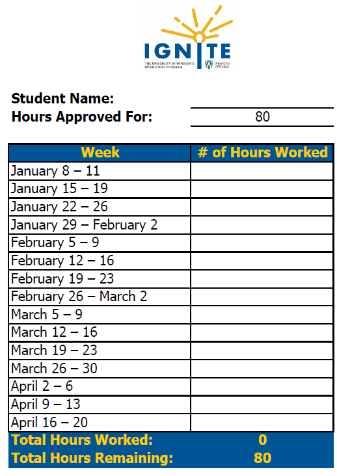 IGNITE
Student Name:
Hours Approved For: 80
Week # of Hours Worked
January 8 – 11
January 15 – 19
January 22 – 26
January 29 – February 2
February 5 – 9
February 12 – 16
February 19 – 23
February 26 – March 2
March 5 – 9
March 12 – 16
March 19 – 23
March 26 – 30
April 2 – 6
April 9 – 13
April 16 – 20
Total Hours Worked: 0
Total Hours Remaining: 80